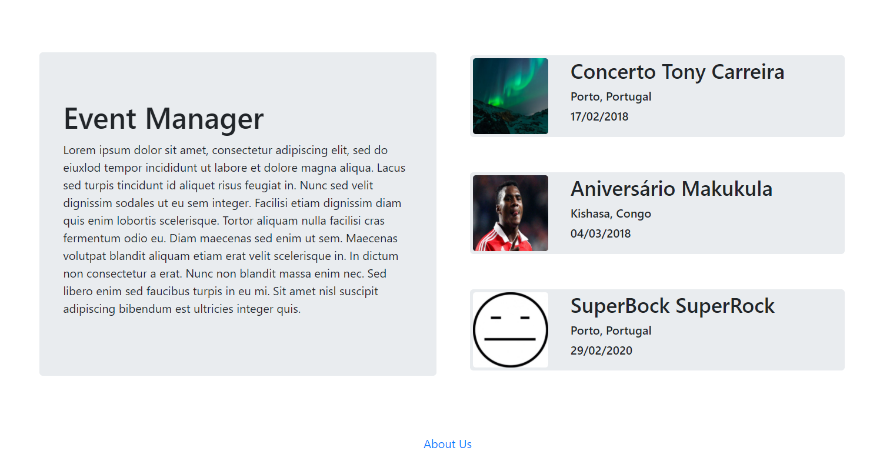 Event Manager
Lorem ipsum dolor sit amet, consectetur adipiscing elit, sed do
eiuxlod tempor incididunt ut labore et dolore magna aliqua. Lacus
sed turpis tincidunt id aliquet risus feugiat in. Nunc sed velit
dignissim sodales ut eu sem integer. Facilisi etiam dignissim diam
quis enim lobortis scelerisque. Tortor aliquam nulla facilisi cras
fermentum odio eu. Diam maecenas sed enim ut sem. Maecenas
volutpat blandit aliquam etiam erat velit scelerisque in. In dictum
non consectetur a erat. Nunc non blandit massa enim nec. Sed
libero enim sed faucibus turpis in eu mi. Sit amet nisl suscipit
adipiscing bibendum est ultricies integer quis.
Concerto Tony Carreira
Porto, Portugal
17/02/2018
Aniversário Makukula
Kishasa, Congo
04/03/2018
SuperBock SuperRock
Porto, Portugal
29/02/2020
About Us